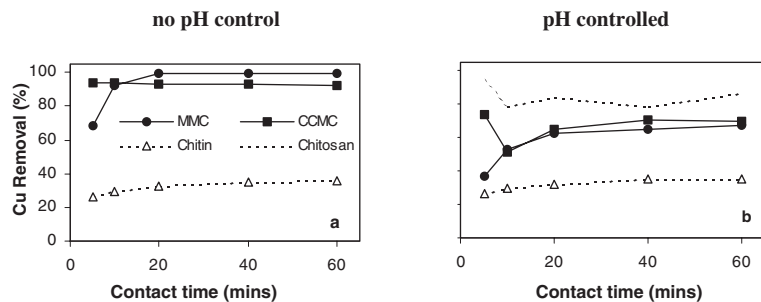 no pH control
pH controlled
Cu Removal (%)
100
80
60
40
20
0
MMC
CCMC
Chitin
Chitosan
a
b
0 20 40 60
0 20 40 60
Contact time (mins)
Contact time (mins)